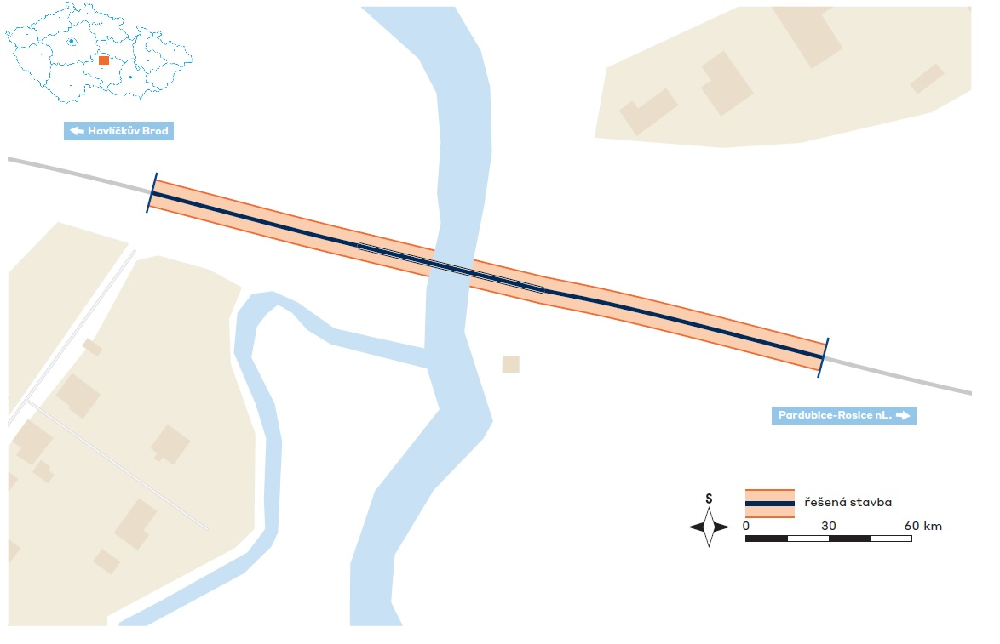 Havlíčkův Brod
Pardubice-Rosice nL.
S
řešená stavba
0 30 60 km